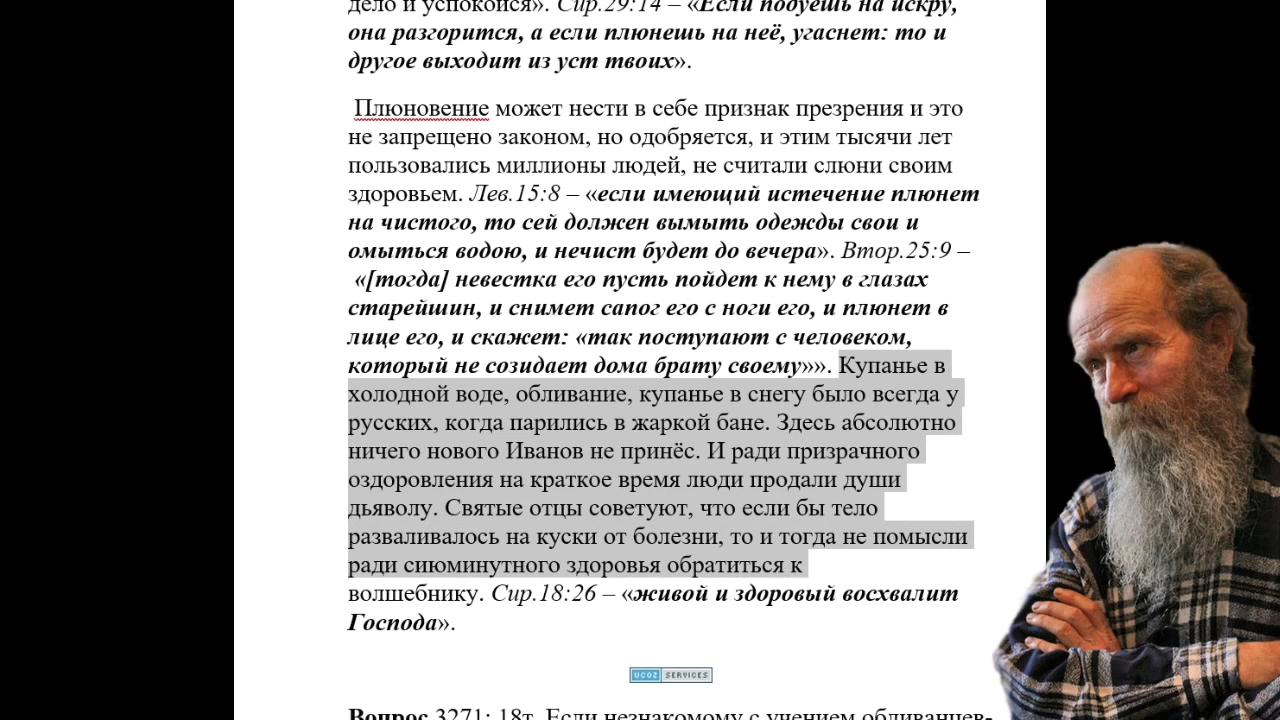 дело и успокойся». Сир.29:14 – «Если подуешь на искру,
она разгорится, а если плюнешь на неё, угаснет: то и
другое выходит из уст твоих».
Плюновение может нести в себе признак презрения и это
не запрещено законом, но одобряется, и этим тысячи лет
пользовались миллионы людей, не считали слюни своим
здоровьем. Лев.15:8 – «если имеющий истечение плюнет
на чистого, то сей должен вымыть одежды свои и
омыться водою, и нечист будет до вечера». Втор.25:9 –
«[тогда] невестка его пусть пойдет к нему в глазах
старейшин, и снимет сапог его с ноги его, и плюнет в
лице его, и скажет: «так поступают с человеком,
который не созидает дома брату своему»». Купанье в
холодной воде, обливание, купанье в снегу было всегда у
русских, когда парились в жаркой бане. Здесь абсолютно
ничего нового Иванов не принёс. И ради призрачного
оздоровления на краткое время люди продали души
дьяволу. Святые отцы советуют, что если бы тело
разваливалось на куски от болезни, то и тогда не помысли
ради сиюминутного здоровья обратиться к
волшебнику. Сир.18:26 – «живой и здоровый восхвалит
Господа».
UCOZ SERVICES
Вопрос 3271: 18т. Если незнакомому с учением обливанцев-